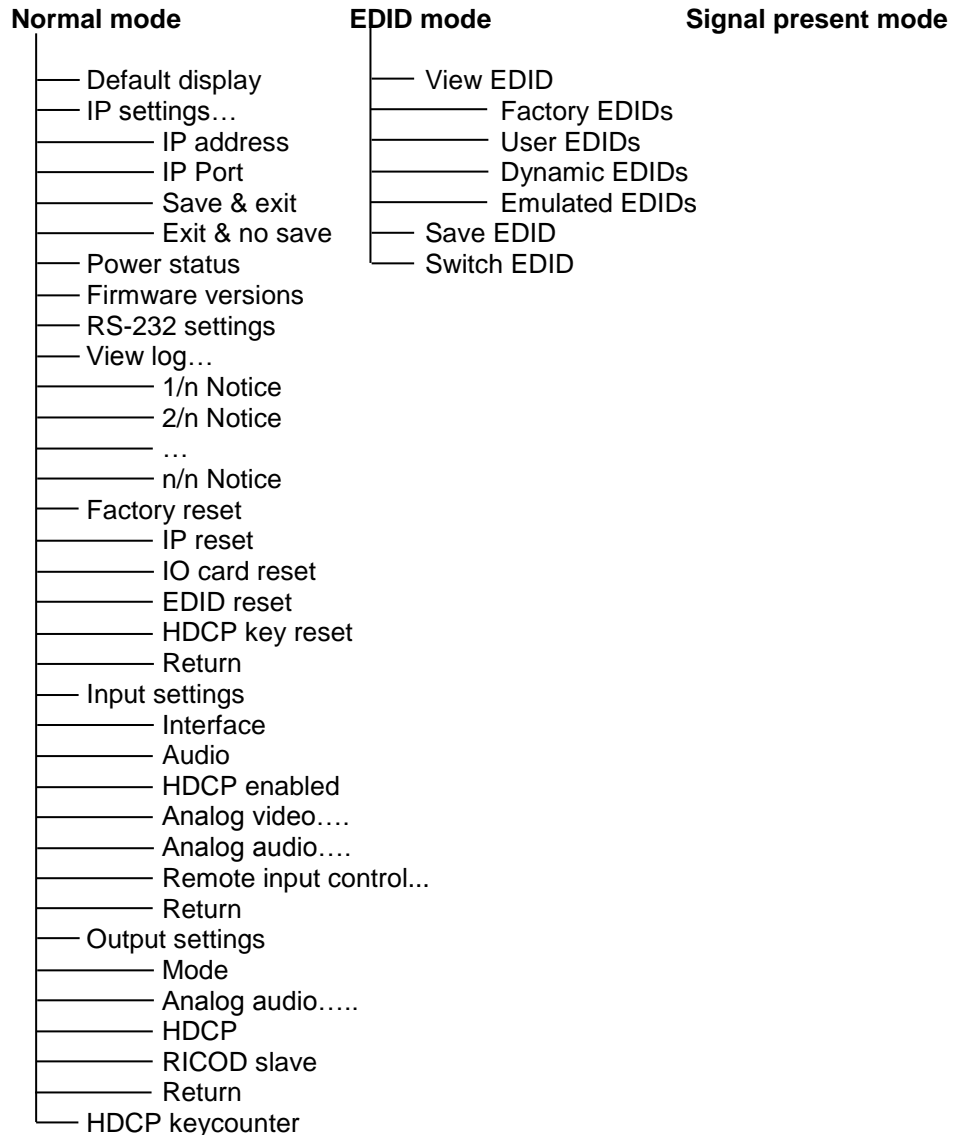 Normal mode
Default display
IP settings…
IP address
IP Port
Save & exit
Exit & no save
Power status
Firmware versions
RS-232 settings
View log…
1/n Notice
2/n Notice
…
n/n Notice
Factory reset
IP reset
IO card reset
EDID reset
HDCP key reset
Return
Input settings
Interface
Audio
HDCP enabled
Analog video….
Analog audio….
Remote input control...
Return
Output settings
Mode
Analog audio…..
HDCP
RICOD slave
Return
HDCP keycounter
EDID mode
View EDID
Factory EDIDs
User EDIDs
Dynamic EDIDs
Emulated EDIDs
Save EDID
Switch EDID
Signal present mode